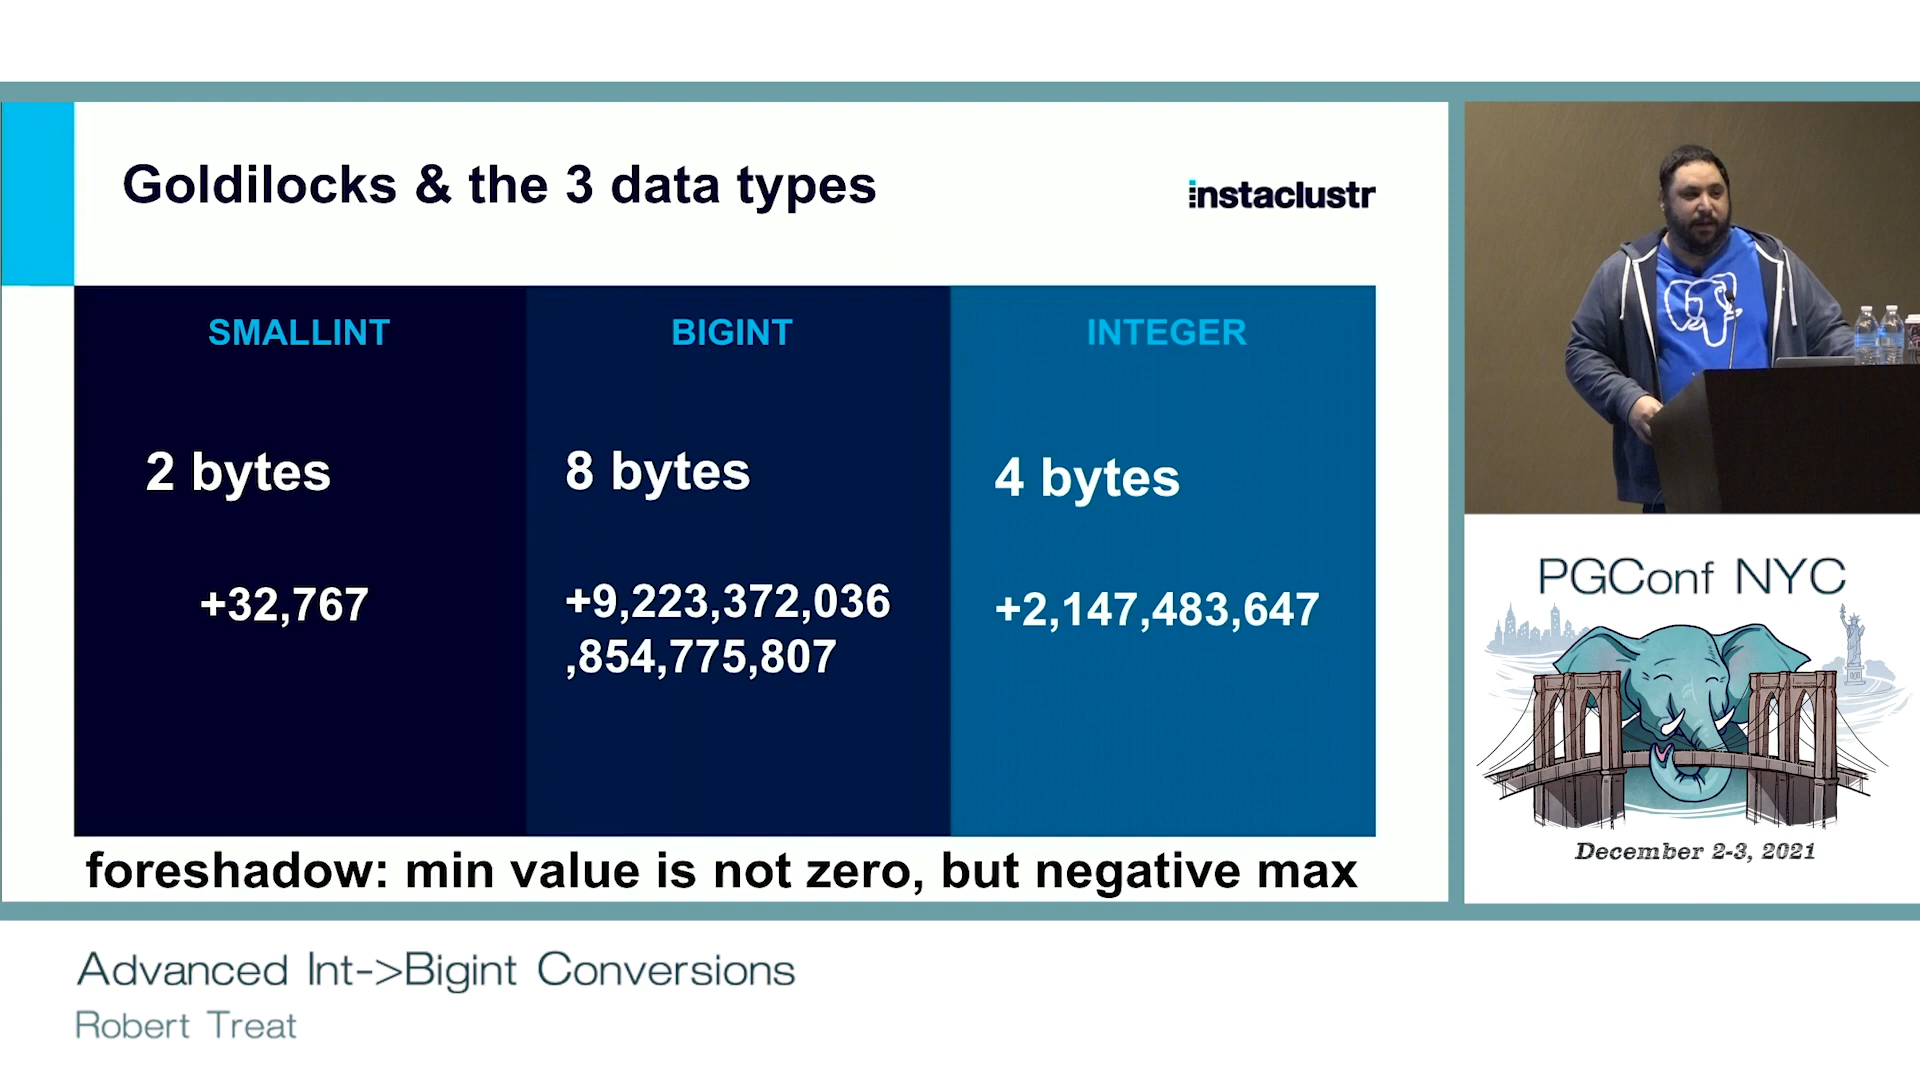 Goldilocks & the 3 data types
instaclustr
SMALLINT
BIGINT
INTEGER
2 bytes
8 bytes
4 bytes
+32,767
+9,223,372,036
,854,775,807
+2,147,483,647
foreshadow: min value is not zero, but negative max
PGConf NYC
December 2-3, 2021
Advanced Int->Bigint Conversions
Robert Treat